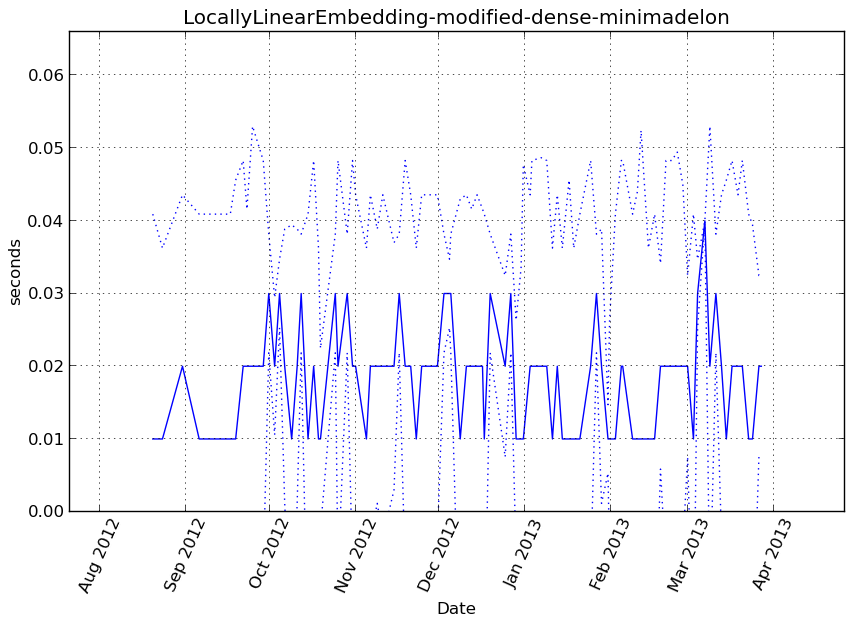 LocallyLinearEmbedding-modified-dense-minimadelon
0.06
0.05
0.04
0.03
0.02
0.01
0.00
seconds
Aug 2012
Sep 2012
Oct 2012
Nov 2012
Dec 2012
Jan 2013
Feb 2013
Mar 2013
Apr 2013
Date